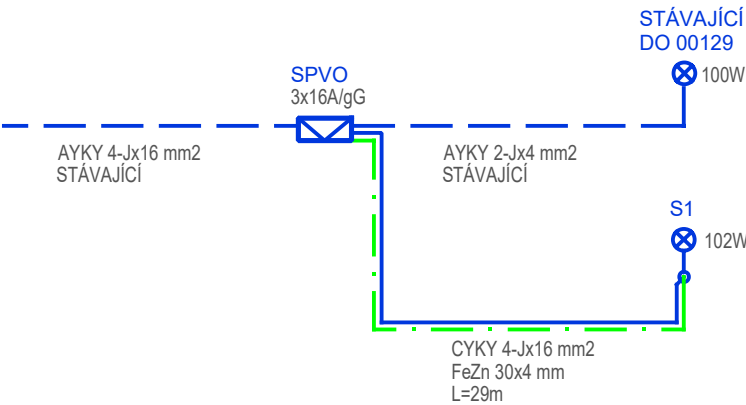 STÁVAJÍCÍ
DO 00129
100W
SPVO
3x16A/gG
AYKY 4-Jx16 mm2
STÁVAJÍCÍ
AYKY 2-Jx4 mm2
STÁVAJÍCÍ
S1
102W
CYKY 4-Jx16 mm2
FeZn 30x4 mm
L=29m